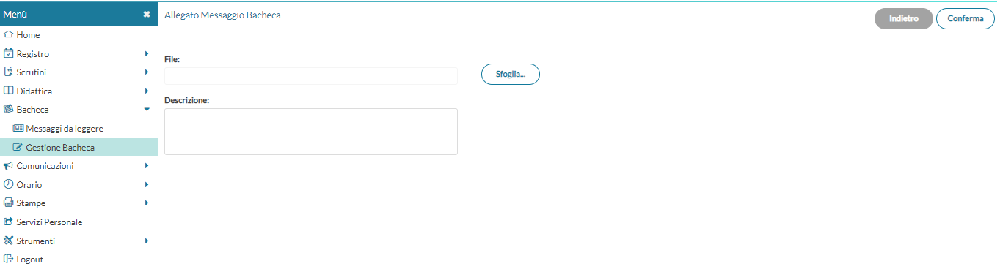 Menù
Allegato Messaggio Bacheca
Indietro
Conferma
Home
Registro
Scrutini
Didattica
Bacheca
Messaggi da leggere
Gestione Bacheca
Comunicazioni
Orario
Stampe
Servizi Personale
Strumenti
Logout
File:
Sfoglia...
Descrizione: